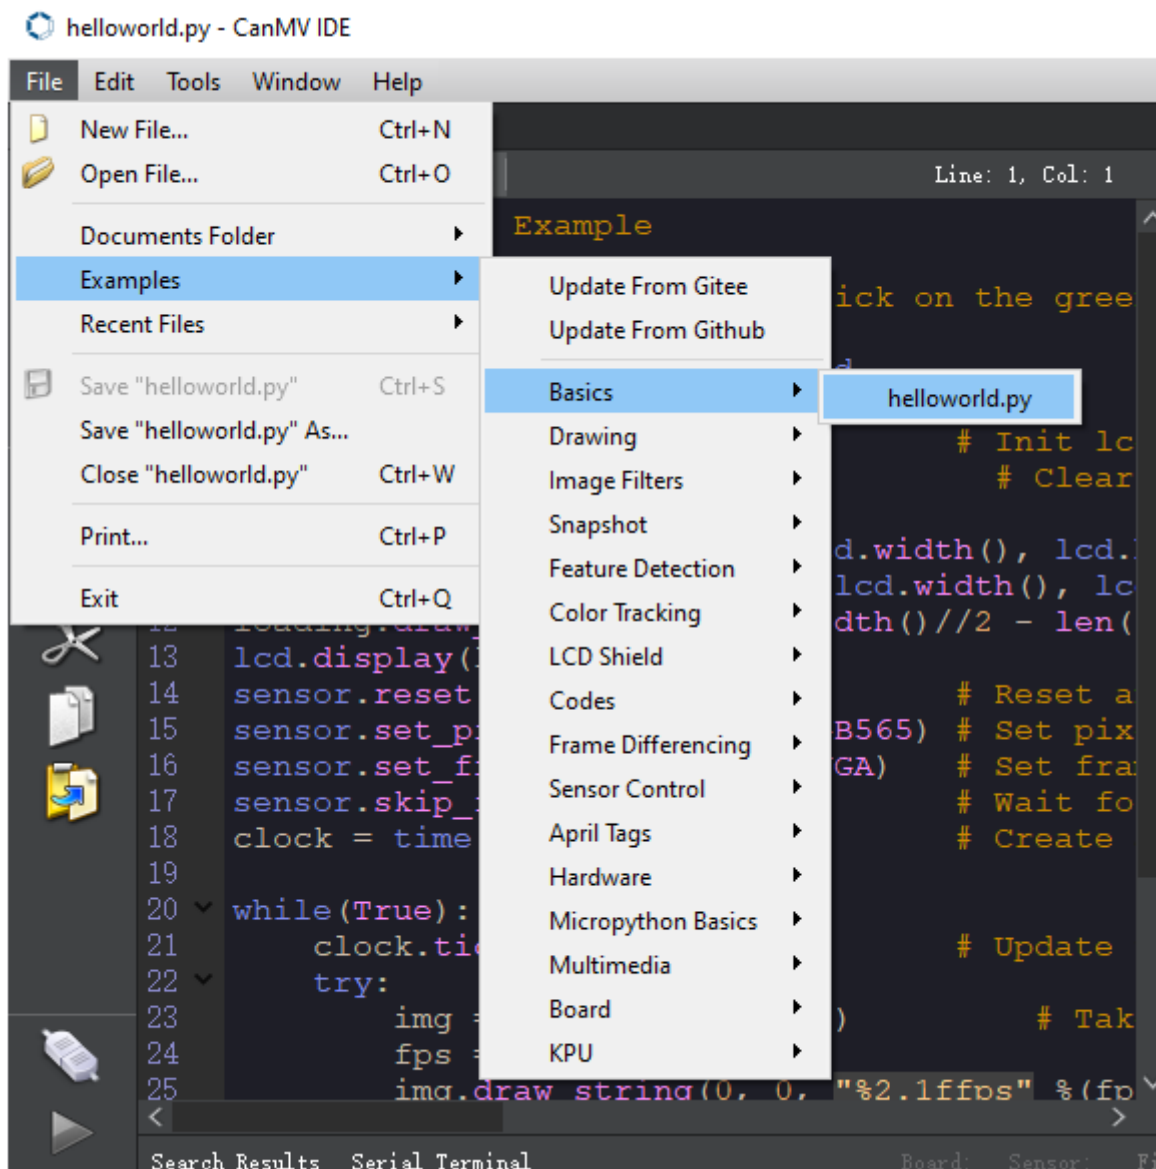 helloworld.py - CanMV IDE
File Edit Tools Window Help
New File... Ctrl+N
Open File... Ctrl+O
Line: 1, Col: 1
Documents Folder
Example
Examples
Update From Gitee
ick on the gree
Recent Files
Update From Github
Save "helloworld.py" Ctrl+S
Basics
helloworld.py
Save "helloworld.py" As...
Drawing
# Init lc
Close "helloworld.py" Ctrl+W
Image Filters
# Clear
Print... Ctrl+P
Snapshot
d.width(), lcd.
Feature Detection
lcd.width(), lc
Exit Ctrl+Q
Color Tracking
12 loading.draw_ dth()//2 - len(
13 lcd.display(
LCD Shield
14 sensor.reset # Reset a
Codes
15 sensor.set_p B565) # Set pix
Frame Differencing
16 sensor.set_f GA) # Set fra
Sensor Control
17 sensor.skip_ # Wait fo
18 clock = time # Create
April Tags
19
Hardware
20 while(True):
Micropython Basics
21 clock.ti # Update
Multimedia
22 try:
Board
23 img = ) # Tak
24 fps =
KPU
25 img.draw_string(0, 0, "%2.1ffps" %(fp
Search Results Serial Terminal Board: Sensor: